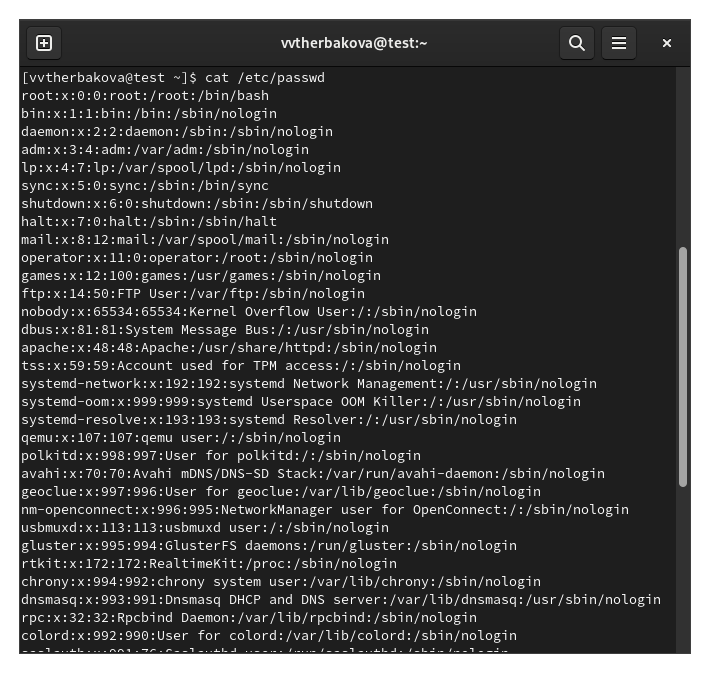 vvtherbakova@test:~
[vvtherbakova@test ~]$ cat /etc/passwd
root:x:0:0:root:/root:/bin/bash
bin:x:1:1:bin:/bin:/sbin/nologin
daemon:x:2:2:daemon:/sbin:/sbin/nologin
adm:x:3:4:adm:/var/adm:/sbin/nologin
lp:x:4:7:lp:/var/spool/lpd:/sbin/nologin
sync:x:5:0:sync:/sbin:/bin/sync
shutdown:x:6:0:shutdown:/sbin:/sbin/shutdown
halt:x:7:0:halt:/sbin:/sbin/halt
mail:x:8:12:mail:/var/spool/mail:/sbin/nologin
operator:x:11:0:operator:/root:/sbin/nologin
games:x:12:100:games:/usr/games:/sbin/nologin
ftp:x:14:50:FTP User:/var/ftp:/sbin/nologin
nobody:x:65534:65534:Kernel Overflow User:/:/sbin/nologin
dbus:x:81:81:System Message Bus:/:/usr/sbin/nologin
apache:x:48:48:Apache:/usr/share/httpd:/sbin/nologin
tss:x:59:59:Account used for TPM access:/:/sbin/nologin
systemd-network:x:192:192:systemd Network Management:/:/usr/sbin/nologin
systemd-oom:x:999:999:systemd Userspace OOM Killer:/:/usr/sbin/nologin
systemd-resolve:x:193:193:systemd Resolver:/:/usr/sbin/nologin
qemu:x:107:107:qemu user:/:/sbin/nologin
polkitd:x:998:997:User for polkitd:/:/sbin/nologin
avahi:x:70:70:Avahi mDNS/DNS-SD Stack:/var/run/avahi-daemon:/sbin/nologin
geoclue:x:997:996:User for geoclue:/var/lib/geoclue:/sbin/nologin
nm-openconnect:x:996:995:NetworkManager user for OpenConnect:/:/sbin/nologin
usbmuxd:x:113:113:usbmuxd user:/:/sbin/nologin
gluster:x:995:994:GlusterFS daemons:/run/gluster:/sbin/nologin
rtkit:x:172:172:RealtimeKit:/proc:/sbin/nologin
chrony:x:994:992:chrony system user:/var/lib/chrony:/sbin/nologin
dnsmasq:x:993:991:Dnsmasq DHCP and DNS server:/var/lib/dnsmasq:/usr/sbin/nologin
rpc:x:32:32:Rpcbind Daemon:/var/lib/rpcbind:/sbin/nologin
colord:x:992:990:User for colord:/var/lib/colord:/sbin/nologin